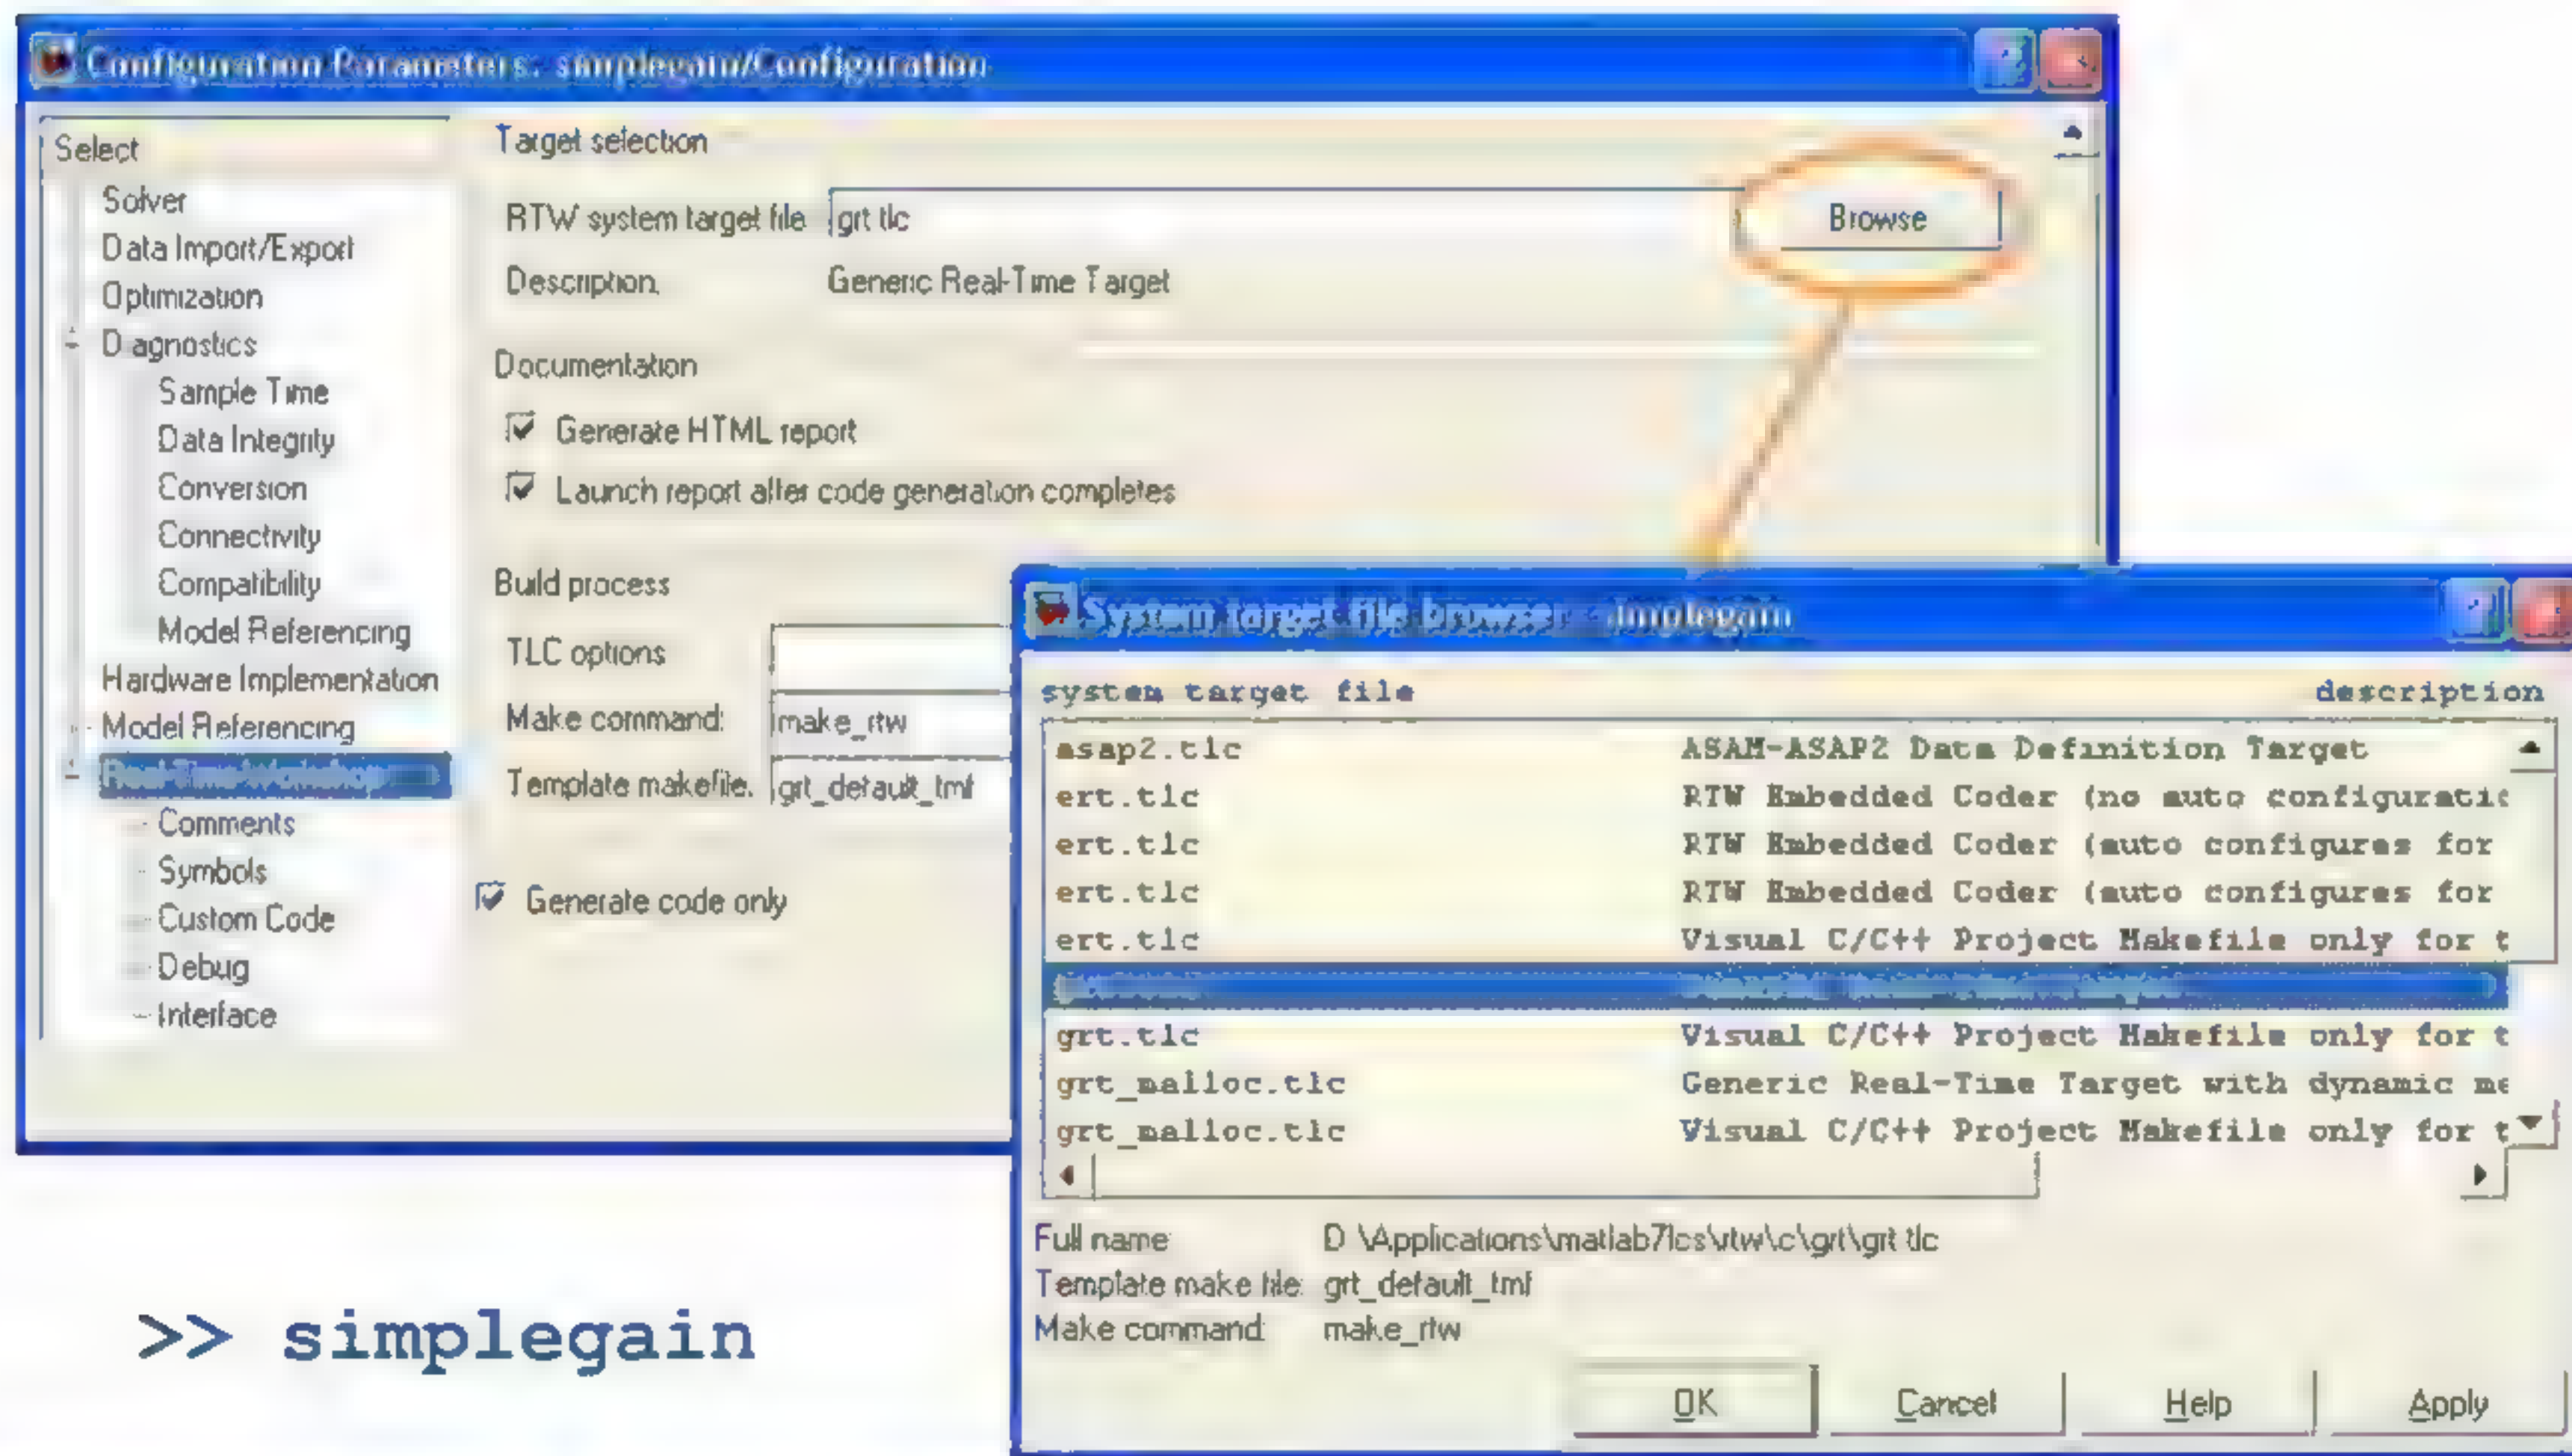 Configuration Parameters: simplegain/Configuration
Select
Solver
Data Import/Export
Optimization
Diagnostics
Sample Time
Data Integrity
Conversion
Connectivity
Compatibility
Model Referencing
Hardware Implementation
Model Referencing
Real-Time Workshop
Comments
Symbols
Custom Code
Debug
Interface
Target selection
RTW system target file grt tlc
Browse
Description. Generic Real-Time Target
Documentation
Generate HTML report
Launch report after code generation completes
Build process
TLC options
Make command: make_rtw
Template makefile. grt_default_tmf
Generate code only
System target file browser: simplegain
system target file description
asap2.tlc ASAM-ASAP2 Data Definition Target
ert.tlc RTW Embedded Coder (no auto configuratic
ert.tlc RTW Embedded Coder (auto configures for
ert.tlc RTW Embedded Coder (auto configures for
ert.tlc Visual C/C++ Project Makefile only for t
grt.tlc Visual C/C++ Project Makefile only for t
grt_malloc.tlc Generic Real-Time Target with dynamic me
grt_malloc.tlc Visual C/C++ Project Makefile only for t
Full name D \Applications\matlab7lcs\rtw\c\grt\grt tlc
Template make file: grt_default_tmf
Make command make_rtw
OK Cancel Help Apply
>> simplegain